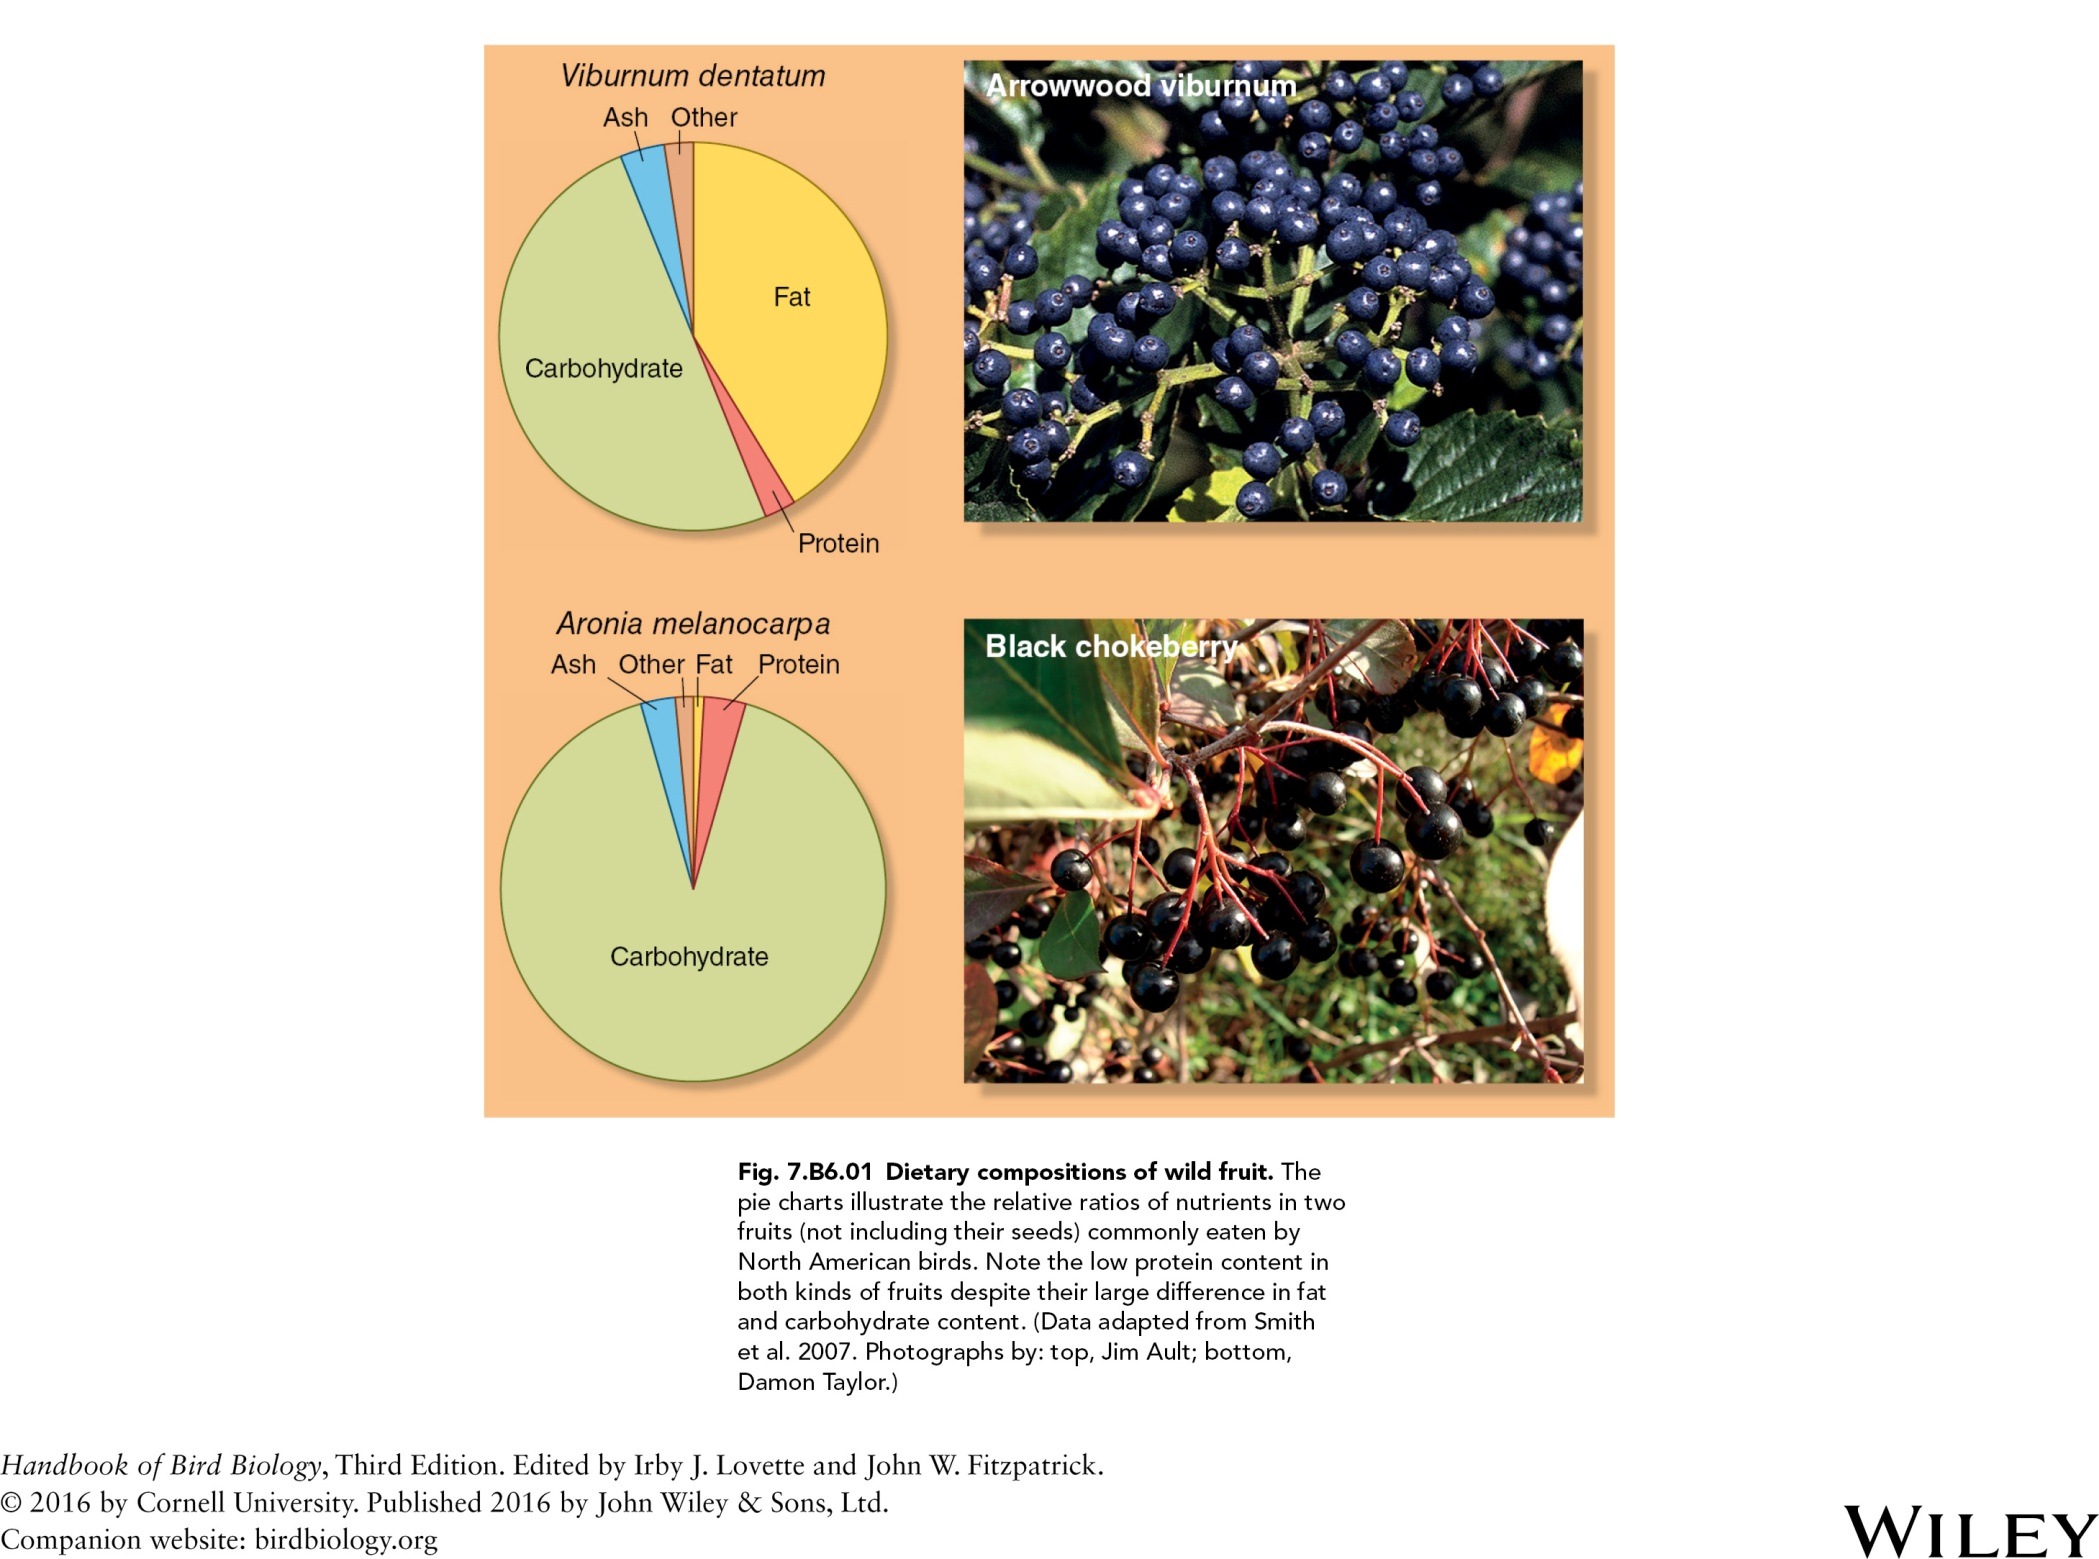 Viburnum dentatum
Ash Other
Fat
Carbohydrate
Protein
Arrowwood viburnum
Aronia melanocarpa
Ash Other Fat Protein
Carbohydrate
Black chokeberry
Fig. 7.B6.01 Dietary compositions of wild fruit. The
pie charts illustrate the relative ratios of nutrients in two
fruits (not including their seeds) commonly eaten by
North American birds. Note the low protein content in
both kinds of fruits despite their large difference in fat
and carbohydrate content. (Data adapted from Smith
et al. 2007. Photographs by: top, Jim Ault; bottom,
Damon Taylor.)
Handbook of Bird Biology, Third Edition. Edited by Irby J. Lovette and John W. Fitzpatrick.
© 2016 by Cornell University. Published 2016 by John Wiley & Sons, Ltd.
Companion website: birdbiology.org
WILEY